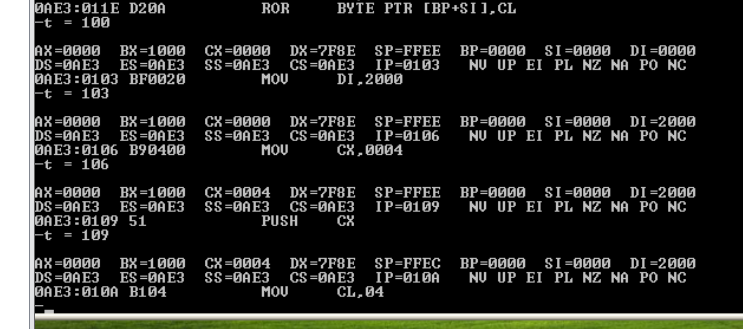 0AE3:011E D20A          ROR     BYTE PTR [BP+SI],CL
-t = 100
AX=0000  BX=1000  CX=0000  DX=7F8E  SP=FFEE  BP=0000  SI=0000  DI=0000
DS=0AE3  ES=0AE3  SS=0AE3  CS=0AE3  IP=0103   NV UP EI PL NZ NA PO NC
0AE3:0103 BF0020        MOV     DI,2000
-t = 103
AX=0000  BX=1000  CX=0000  DX=7F8E  SP=FFEE  BP=0000  SI=0000  DI=2000
DS=0AE3  ES=0AE3  SS=0AE3  CS=0AE3  IP=0106   NV UP EI PL NZ NA PO NC
0AE3:0106 B90400        MOV     CX,0004
-t = 106
AX=0000  BX=1000  CX=0004  DX=7F8E  SP=FFEE  BP=0000  SI=0000  DI=2000
DS=0AE3  ES=0AE3  SS=0AE3  CS=0AE3  IP=0109   NV UP EI PL NZ NA PO NC
0AE3:0109 51            PUSH    CX
-t = 109
AX=0000  BX=1000  CX=0004  DX=7F8E  SP=FFEC  BP=0000  SI=0000  DI=2000
DS=0AE3  ES=0AE3  SS=0AE3  CS=0AE3  IP=010A   NV UP EI PL NZ NA PO NC
0AE3:010A B104          MOV     CL,04
-_